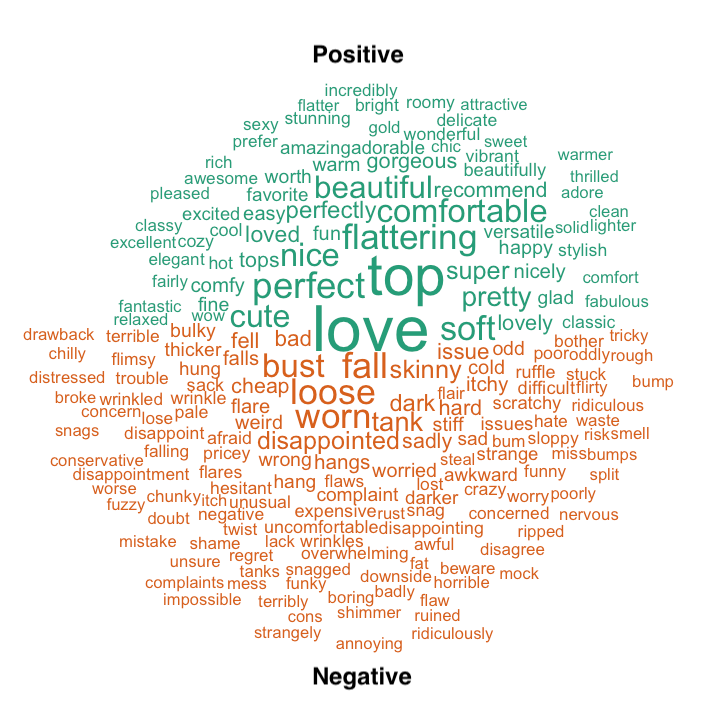 Positive
incredibly
flatter bright roomy attractive
stunning delicate
sexy gold wonderful
prefer amazing adorable chic sweet
rich warm gorgeous vibrant warmer
awesome worth beautifully thrilled
pleased favorite beautiful recommend adore
excited easy perfectly comfortable clean
classy cool loved fun flattering versatile solid lighter
excellent cozy nice happy stylish
elegant hot tops top super nicely
fairly comfy perfect comfort
fantastic fine pretty glad fabulous
relaxed wow cute love soft lovely classic
drawback terrible bulky fell bad bother tricky
chilly flimsy thicker falls issue odd poor oddly rough
distressed trouble hung bust fall skinny cold ruffle stuck bump
sack cheap loose itchy difficult flirty
broke wrinkled wrinkle flair
concern lose pale flare worn tank dark hard scratchy ridiculous
snags disappoint weird stiff issues hate waste
afraid disappointed sadly sad bum sloppy risk smell
falling pricey
conservative wrong hangs steal strange miss bumps
disappointment flares hang flaws worried awkward funny split
worse hesitant complaint lost crazy worry poorly
fuzzy chunky itch unusual darker
doubt negative expensive rust snag concerned nervous
twist uncomfortable disappointing ripped
mistake shame lack wrinkles awful disagree
unsure regret overwhelming fat
tanks snagged downside beware mock
complaints mess funky horrible
impossible terribly boring badly flaw
cons shimmer ruined
strangely ridiculously
annoying
Negative